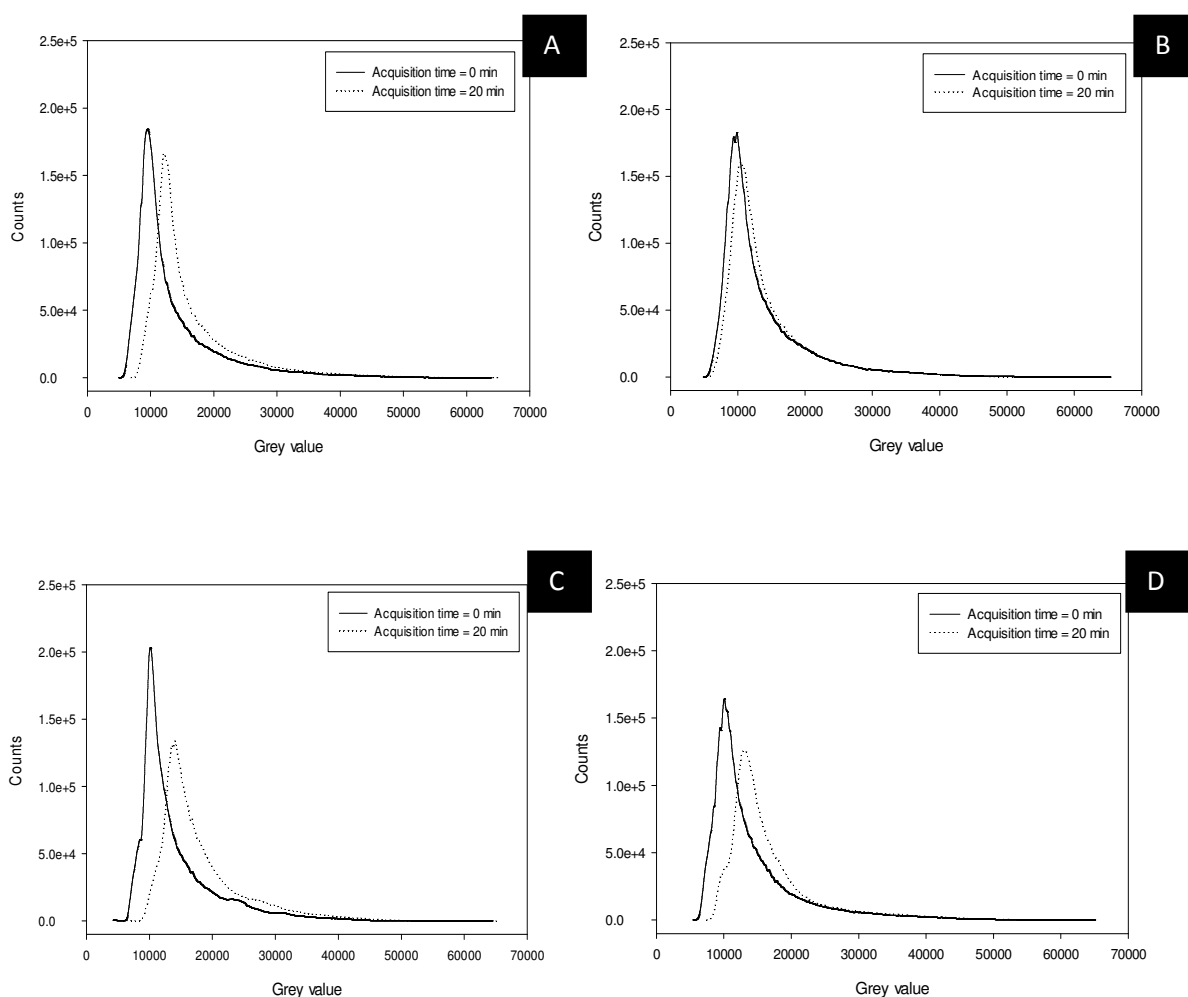 A
2.5e+5
Acquisition time = 0 min
Acquisition time = 20 min
2.0e+5
1.5e+5
Counts
1.0e+5
5.0e+4
0.0
0 10000 20000 30000 40000 50000 60000 70000
Grey value
B
2.5e+5
Acquisition time = 0 min
Acquisition time = 20 min
2.0e+5
1.5e+5
Counts
1.0e+5
5.0e+4
0.0
0 10000 20000 30000 40000 50000 60000 70000
Grey value
C
2.5e+5
Acquisition time = 0 min
Acquisition time = 20 min
2.0e+5
1.5e+5
Counts
1.0e+5
5.0e+4
0.0
0 10000 20000 30000 40000 50000 60000 70000
Grey value
D
2.5e+5
Acquisition time = 0 min
Acquisition time = 20 min
2.0e+5
1.5e+5
Counts
1.0e+5
5.0e+4
0.0
0 10000 20000 30000 40000 50000 60000 70000
Grey value